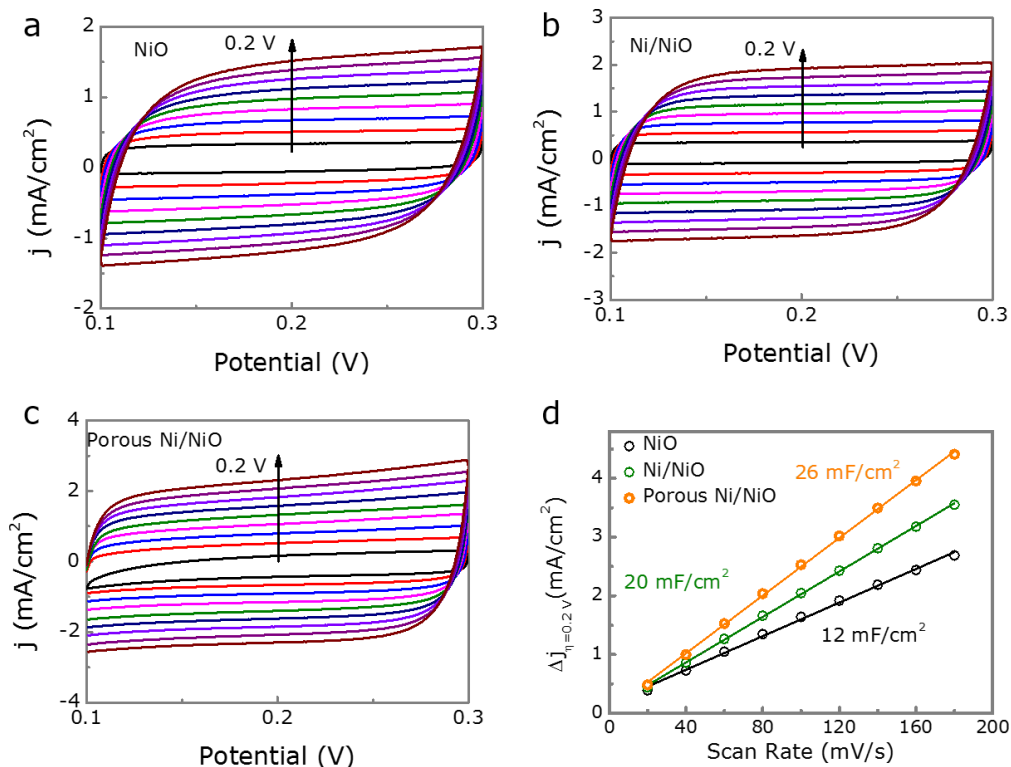 a
NiO
0.2 V
2
1
0
-1
-2
0.1
0.2
0.3
j (mA/cm²)
Potential (V)
b
Ni/NiO
0.2 V
3
2
1
0
-1
-2
-3
0.1
0.2
0.3
j (mA/cm²)
Potential (V)
c
Porous Ni/NiO
0.2 V
4
2
0
-2
-4
0.1
0.2
0.3
j (mA/cm²)
Potential (V)
d
NiO
Ni/NiO
Porous Ni/NiO
26 mF/cm²
20 mF/cm²
12 mF/cm²
4
3
2
1
0
0
40
80
120
160
200
Δj η=0.2 V (mA/cm²)
Scan Rate (mV/s)